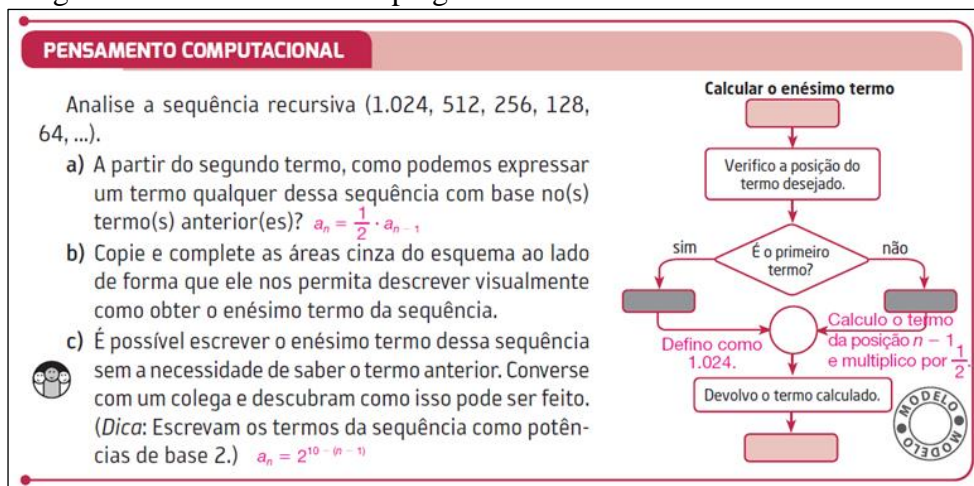 PENSAMENTO COMPUTACIONAL
Analise a sequência recursiva (1.024, 512, 256, 128,
64, ...).
a) A partir do segundo termo, como podemos expressar
um termo qualquer dessa sequência com base no(s)
termo(s) anterior(es)? aₙ = 1/2 · aₙ₋₁
b) Copie e complete as áreas cinza do esquema ao lado
de forma que ele nos permita descrever visualmente
como obter o enésimo termo da sequência.
c) É possível escrever o enésimo termo dessa sequência
sem a necessidade de saber o termo anterior. Converse
com um colega e descubram como isso pode ser feito.
(Dica: Escrevam os termos da sequência como potên-
cias de base 2.) aₙ = 2¹⁰ ⁻ ⁽ⁿ ⁻ ¹⁾
Calcular o enésimo termo
Verifico a posição do
termo desejado.
sim
É o primeiro
termo?
não
Defino como
1.024.
Calculo o termo
da posição n − 1
e multiplico por 1/2.
Devolvo o termo calculado.
MODELO MODELO